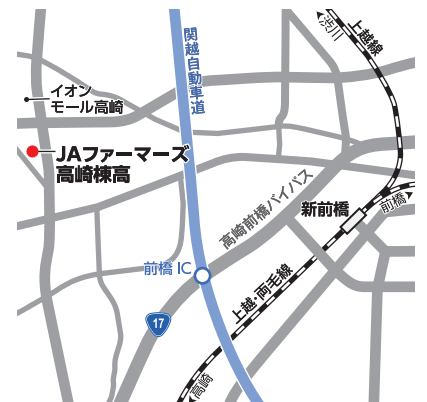 上越線
渋川
関越自動車道
イオン
モール高崎
JAファーマーズ
高崎棟高
高崎前橋バイパス
新前橋
前橋
前橋IC
上越・両毛線
17
高崎